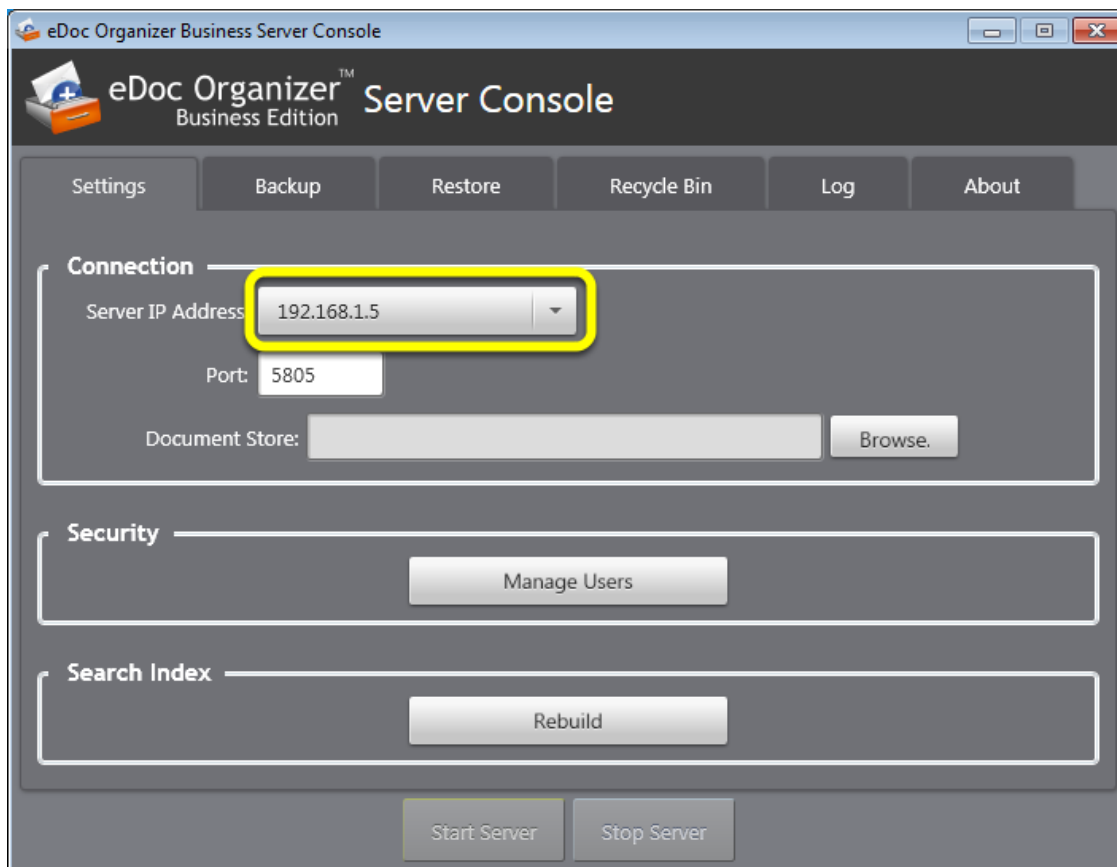 eDoc Organizer Business Server Console
eDoc Organizer™ Server Console
Business Edition
Settings Backup Restore Recycle Bin Log About
Connection
Server IP Address 192.168.1.5
Port: 5805
Document Store: Browse.
Security
Manage Users
Search Index
Rebuild
Start Server Stop Server